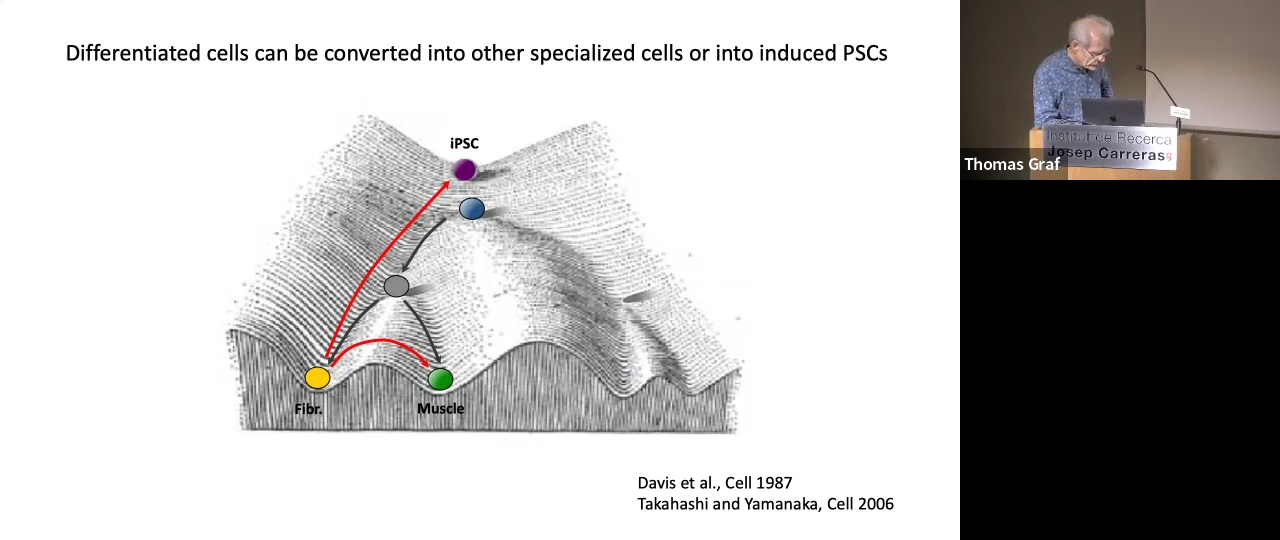 Differentiated cells can be converted into other specialized cells or into induced PSCs
iPSC
Fibr.
Muscle
Davis et al., Cell 1987
Takahashi and Yamanaka, Cell 2006
Institut de Recerca
Josep Carreras
Thomas Graf